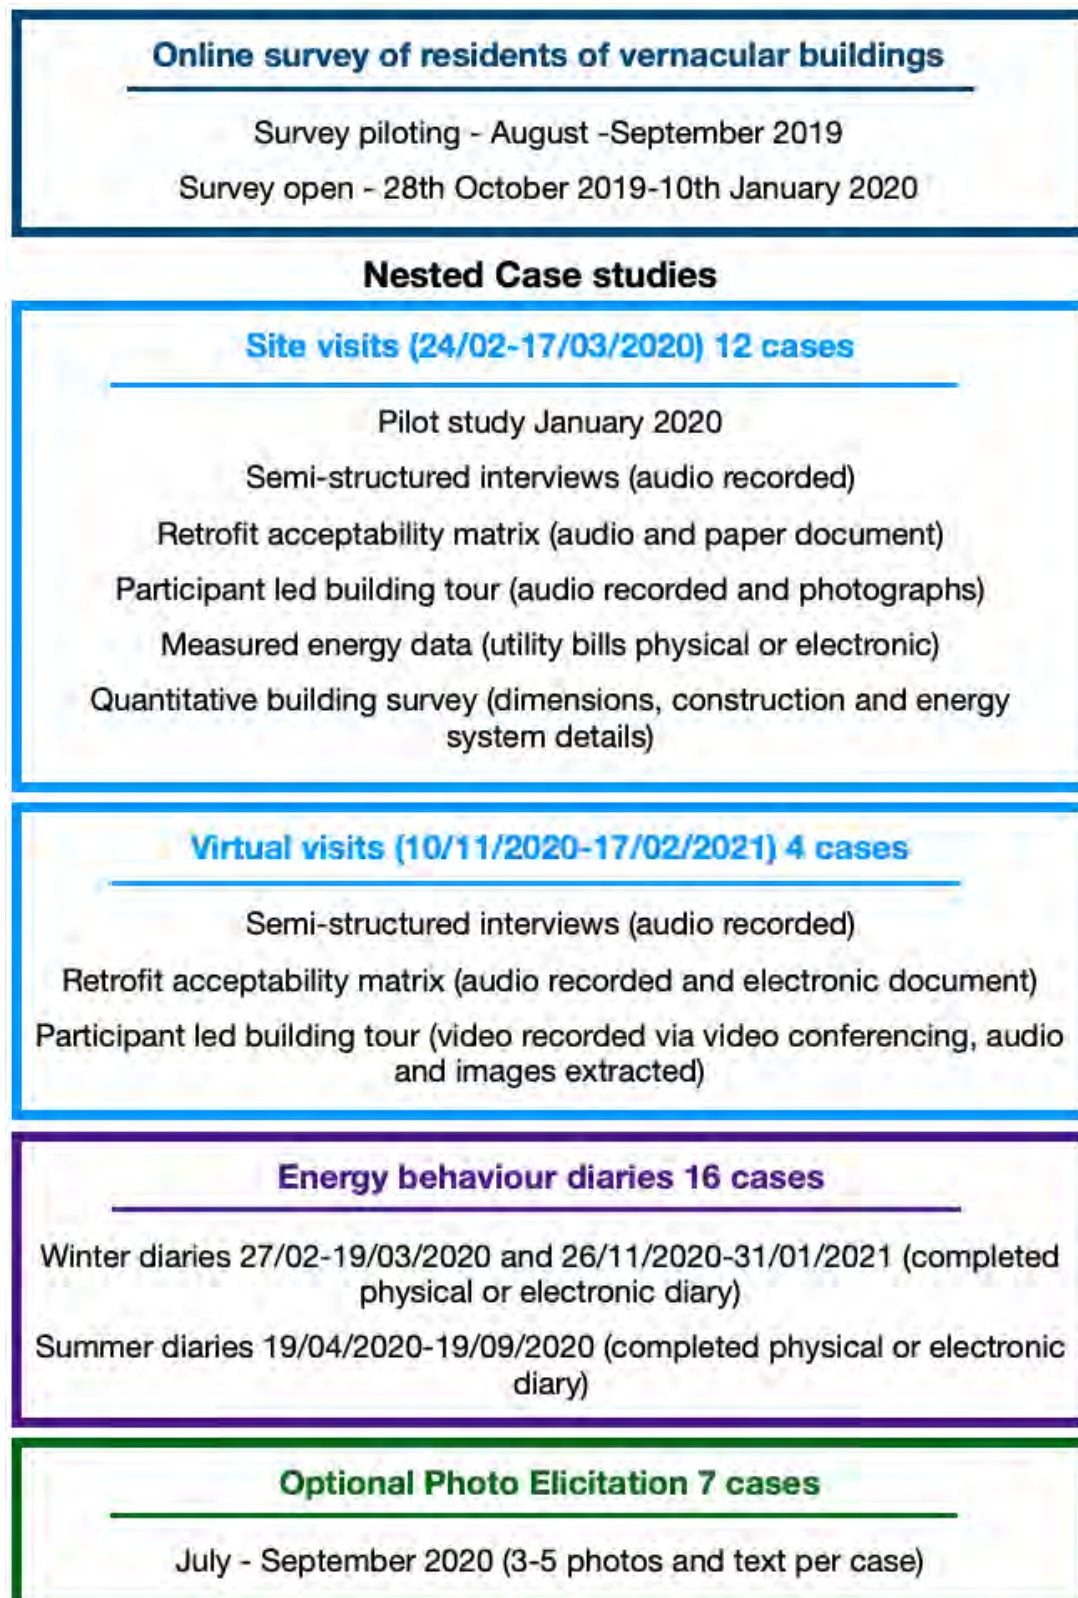 Online survey of residents of vernacular buildings
Survey piloting - August -September 2019
Survey open - 28th October 2019-10th January 2020
Nested Case studies
Site visits (24/02-17/03/2020) 12 cases
Pilot study January 2020
Semi-structured interviews (audio recorded)
Retrofit acceptability matrix (audio and paper document)
Participant led building tour (audio recorded and photographs)
Measured energy data (utility bills physical or electronic)
Quantitative building survey (dimensions, construction and energy
system details)
Virtual visits (10/11/2020-17/02/2021) 4 cases
Semi-structured interviews (audio recorded)
Retrofit acceptability matrix (audio recorded and electronic document)
Participant led building tour (video recorded via video conferencing, audio
and images extracted)
Energy behaviour diaries 16 cases
Winter diaries 27/02-19/03/2020 and 26/11/2020-31/01/2021 (completed
physical or electronic diary)
Summer diaries 19/04/2020-19/09/2020 (completed physical or electronic
diary)
Optional Photo Elicitation 7 cases
July - September 2020 (3-5 photos and text per case)